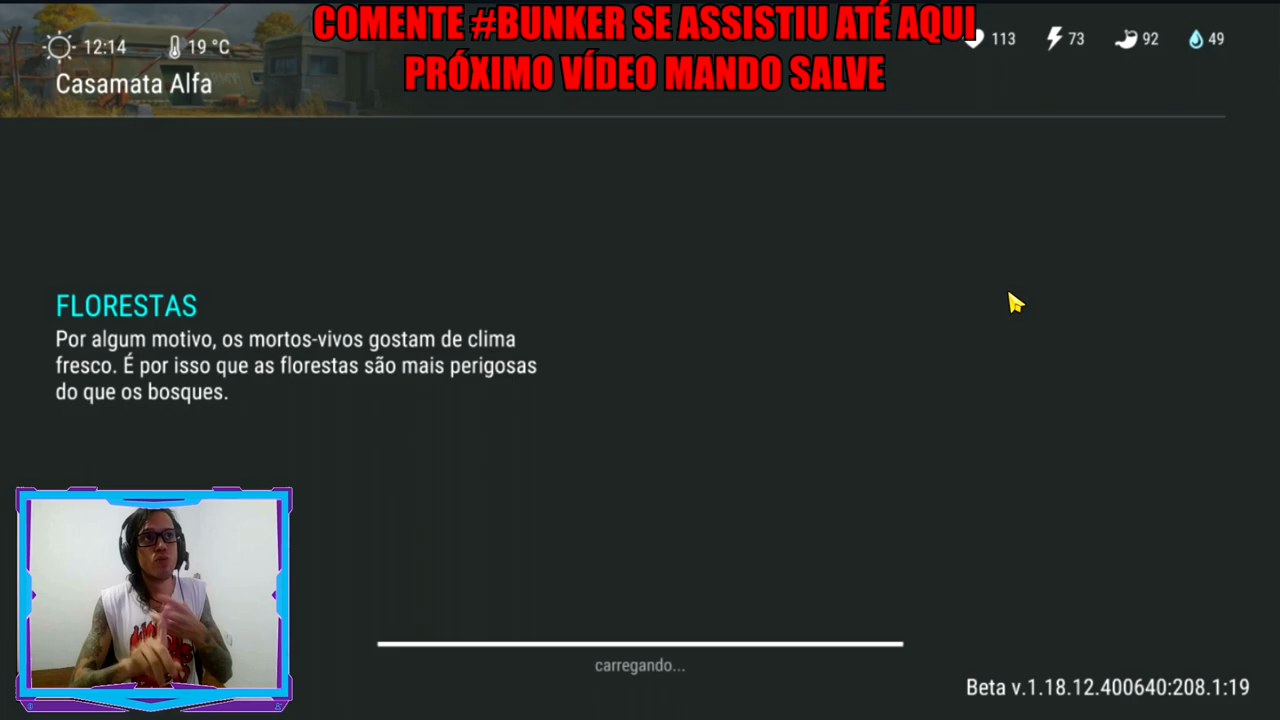 COMENTE #BUNKER SE ASSISTIU ATÉ AQUI
PRÓXIMO VÍDEO MANDO SALVE
12:14 19 °C
113 73 92 49
Casamata Alfa
FLORESTAS
Por algum motivo, os mortos-vivos gostam de clima
fresco. É por isso que as florestas são mais perigosas
do que os bosques.
carregando...
Beta v.1.18.12.400640:208.1:19